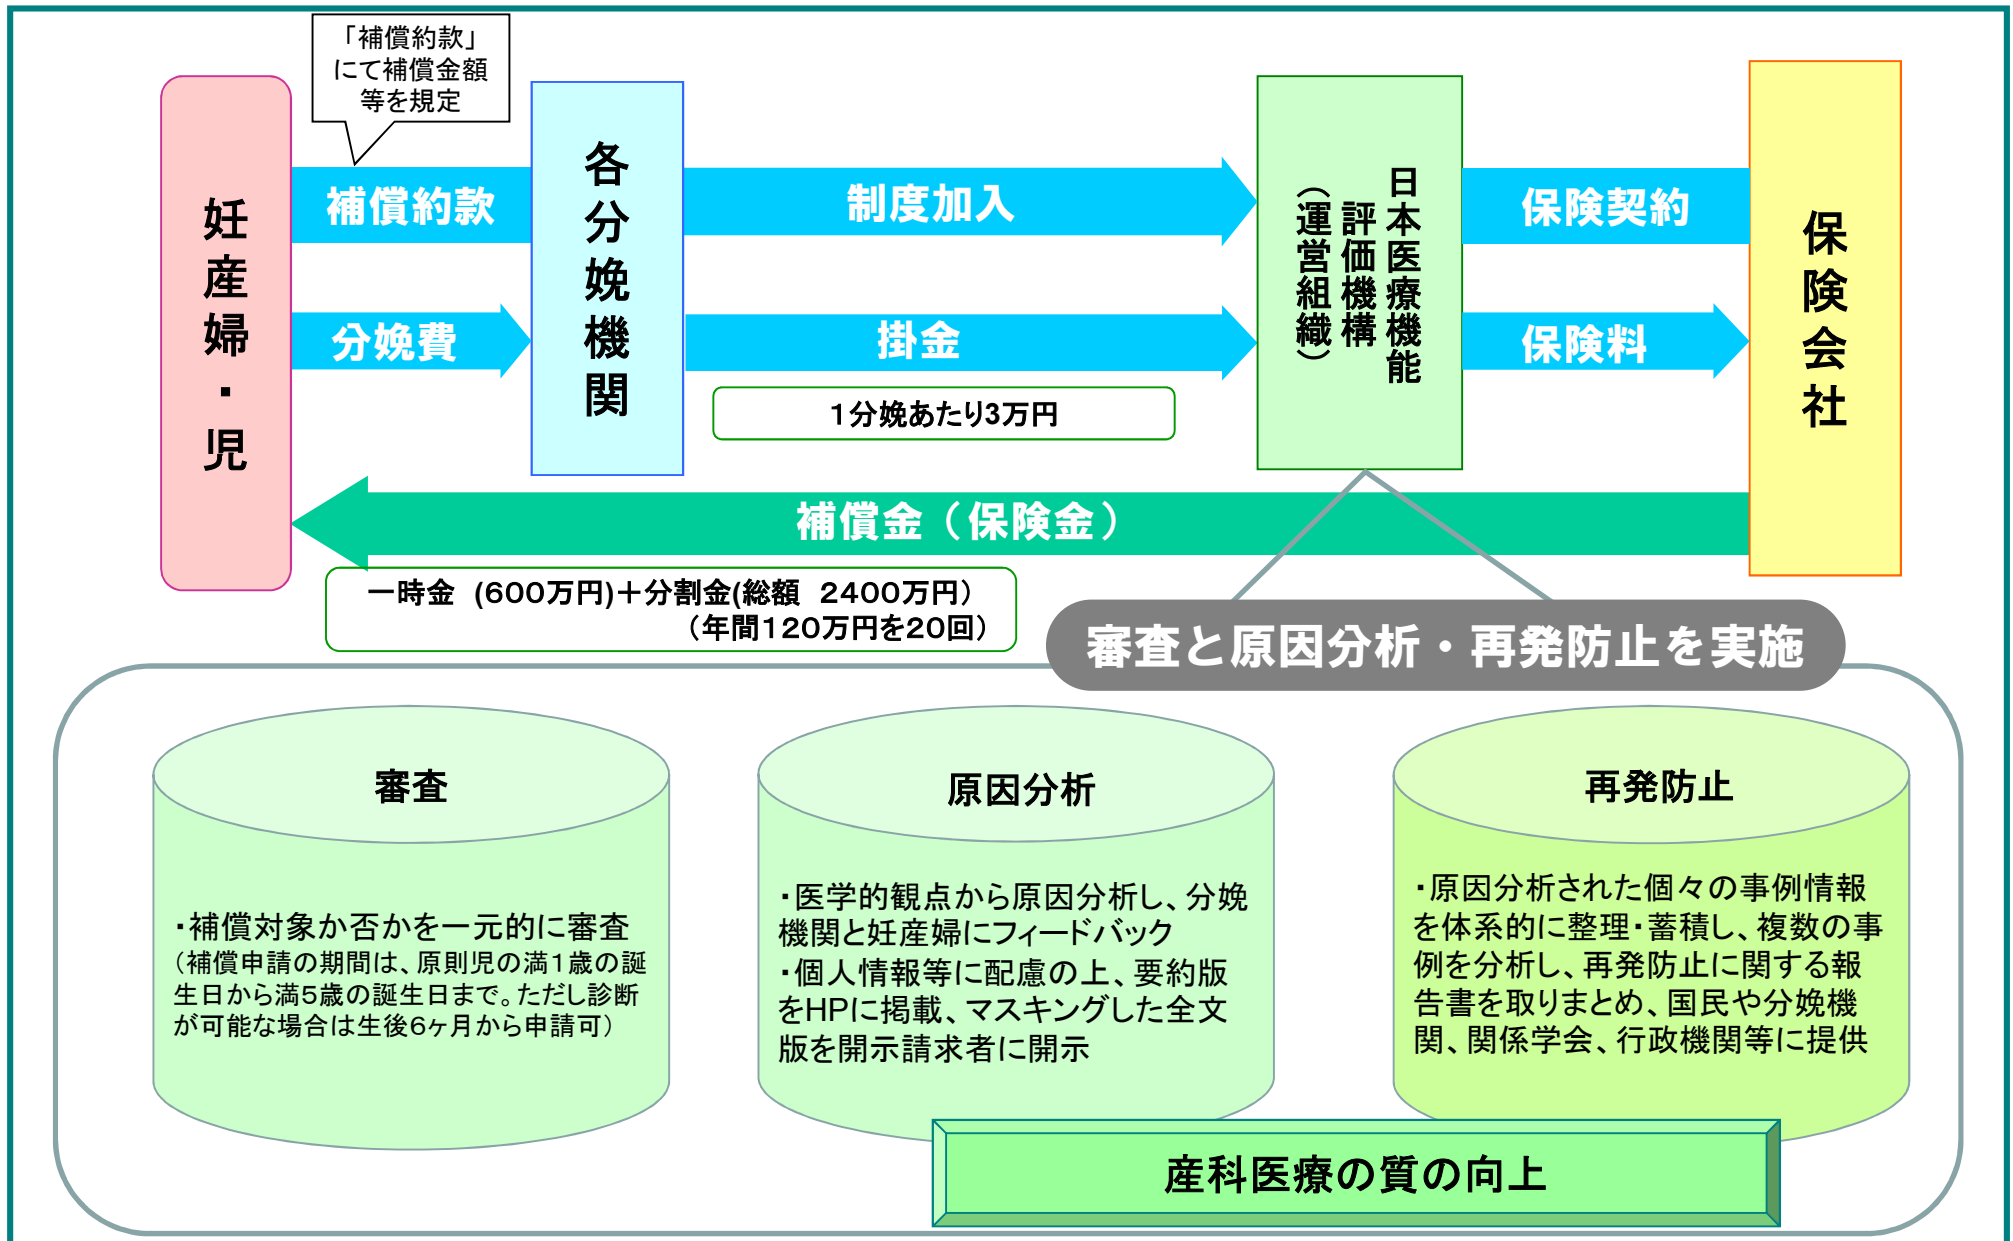 「補償約款」
にて補償金額
等を規定
妊産婦・児
補償約款
分娩費
各分娩機関
制度加入
掛金
1分娩あたり3万円
日本医療機能
評価機構
（運営組織）
保険契約
保険料
保険会社
補償金（保険金）
一時金 (600万円)＋分割金(総額 2400万円）
（年間120万円を20回）
審査と原因分析・再発防止を実施
審査
・補償対象か否かを一元的に審査
（補償申請の期間は、原則児の満1歳の誕
生日から満5歳の誕生日まで。ただし診断
が可能な場合は生後6ヶ月から申請可）
原因分析
・医学的観点から原因分析し、分娩
機関と妊産婦にフィードバック
・個人情報等に配慮の上、要約版
をHPに掲載、マスキングした全文
版を開示請求者に開示
再発防止
・原因分析された個々の事例情報
を体系的に整理・蓄積し、複数の事
例を分析し、再発防止に関する報
告書を取りまとめ、国民や分娩機
関、関係学会、行政機関等に提供
産科医療の質の向上